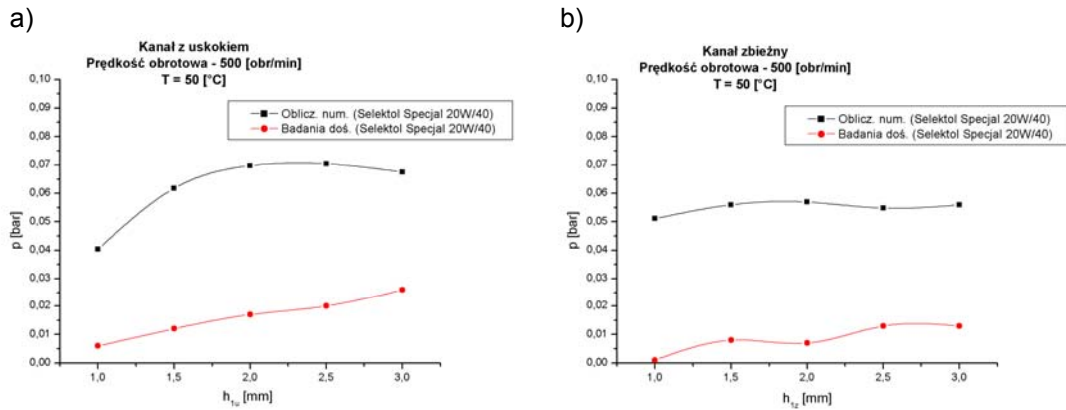 a)
Kanał z uskokiem
Prędkość obrotowa - 500 [obr/min]
T = 50 [°C]
Oblicz. num. (Selektol Specjal 20W/40)
Badania doś. (Selektol Specjal 20W/40)
0,10
0,09
0,08
0,07
0,06
0,05
0,04
0,03
0,02
0,01
0,00
p [bar]
1,0 1,5 2,0 2,5 3,0
h1u [mm]
b)
Kanał zbieżny
Prędkość obrotowa - 500 [obr/min]
T = 50 [°C]
Oblicz. num. (Selektol Specjal 20W/40)
Badania doś. (Selektol Specjal 20W/40)
0,10
0,09
0,08
0,07
0,06
0,05
0,04
0,03
0,02
0,01
0,00
p [bar]
1,0 1,5 2,0 2,5 3,0
h1z [mm]